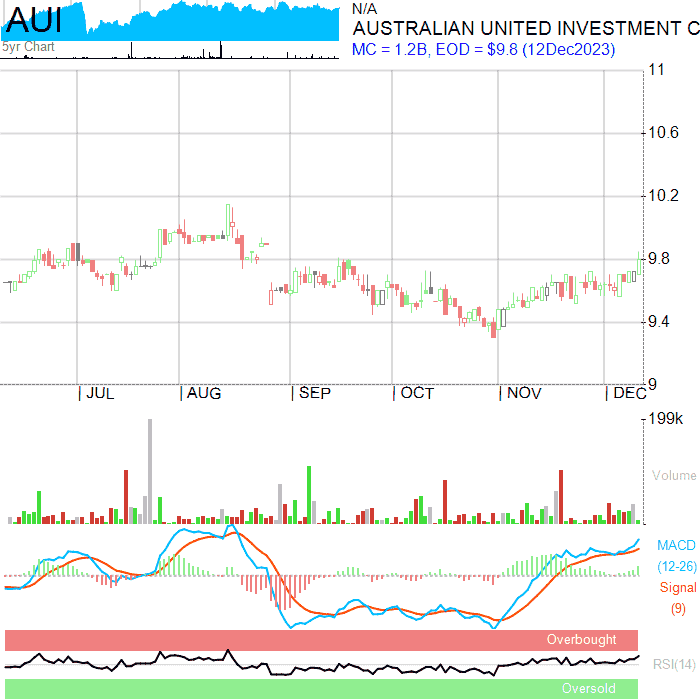 AUI
5yr Chart
N/A
AUSTRALIAN UNITED INVESTMENT C
MC = 1.2B, EOD = $9.8 (12Dec2023)
11
10.6
10.2
9.8
9.4
9
JUL AUG SEP OCT NOV DEC
199k
Volume
MACD
(12-26)
Signal
(9)
Overbought
RSI(14)
Oversold